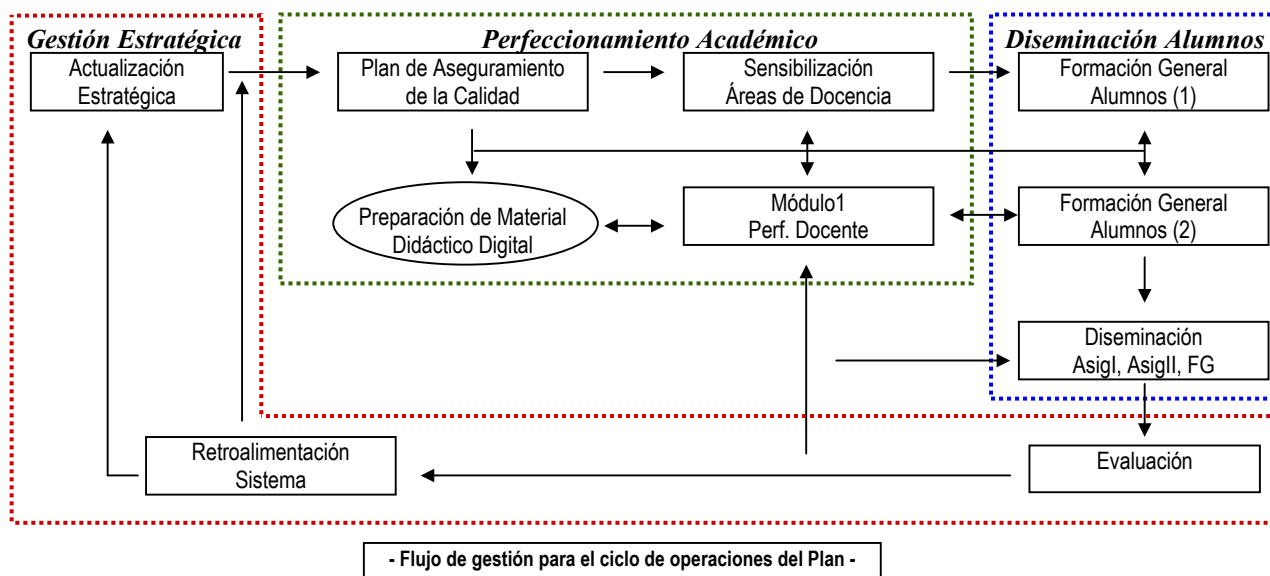 Gestión Estratégica
Perfeccionamiento Académico
Diseminación Alumnos
Actualización
Estratégica
Plan de Aseguramiento
de la Calidad
Sensibilización
Áreas de Docencia
Formación General
Alumnos (1)
Preparación de Material
Didáctico Digital
Módulo1
Perf. Docente
Formación General
Alumnos (2)
Diseminación
AsigI, AsigII, FG
Retroalimentación
Sistema
Evaluación
- Flujo de gestión para el ciclo de operaciones del Plan -